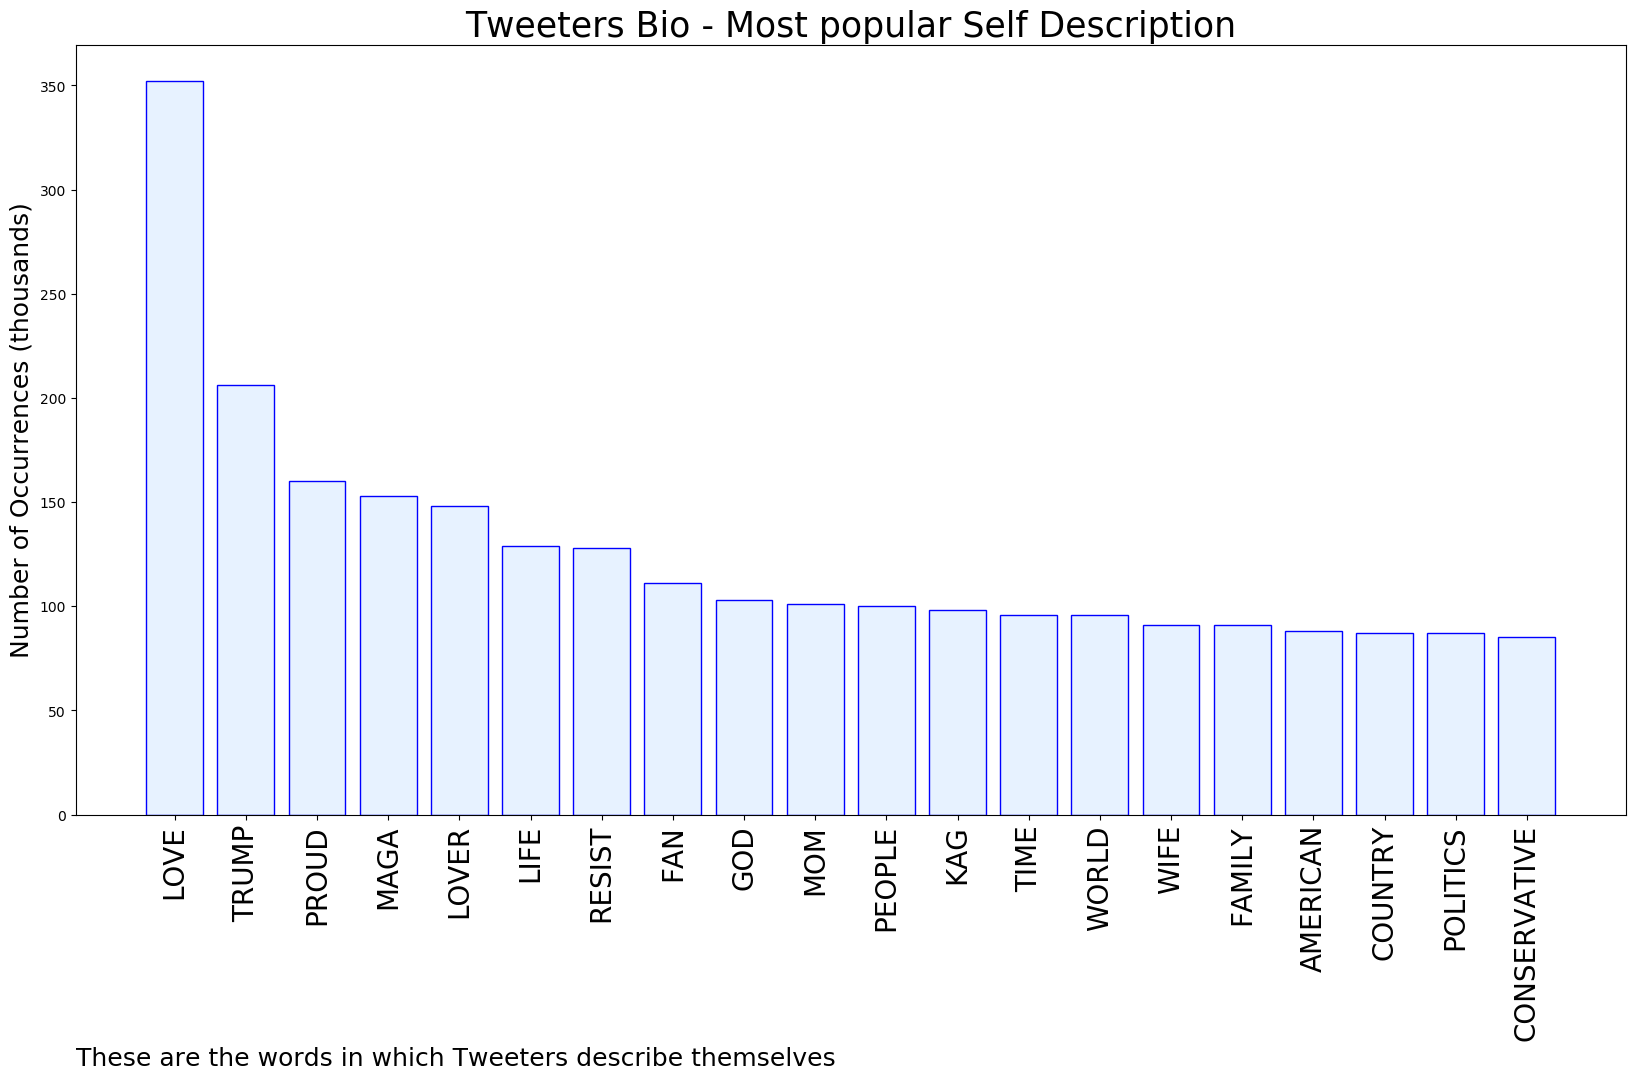 Tweeters Bio - Most popular Self Description
Number of Occurrences (thousands)
350
300
250
200
150
100
50
0
LOVE
TRUMP
PROUD
MAGA
LOVER
LIFE
RESIST
FAN
GOD
MOM
PEOPLE
KAG
TIME
WORLD
WIFE
FAMILY
AMERICAN
COUNTRY
POLITICS
CONSERVATIVE
These are the words in which Tweeters describe themselves